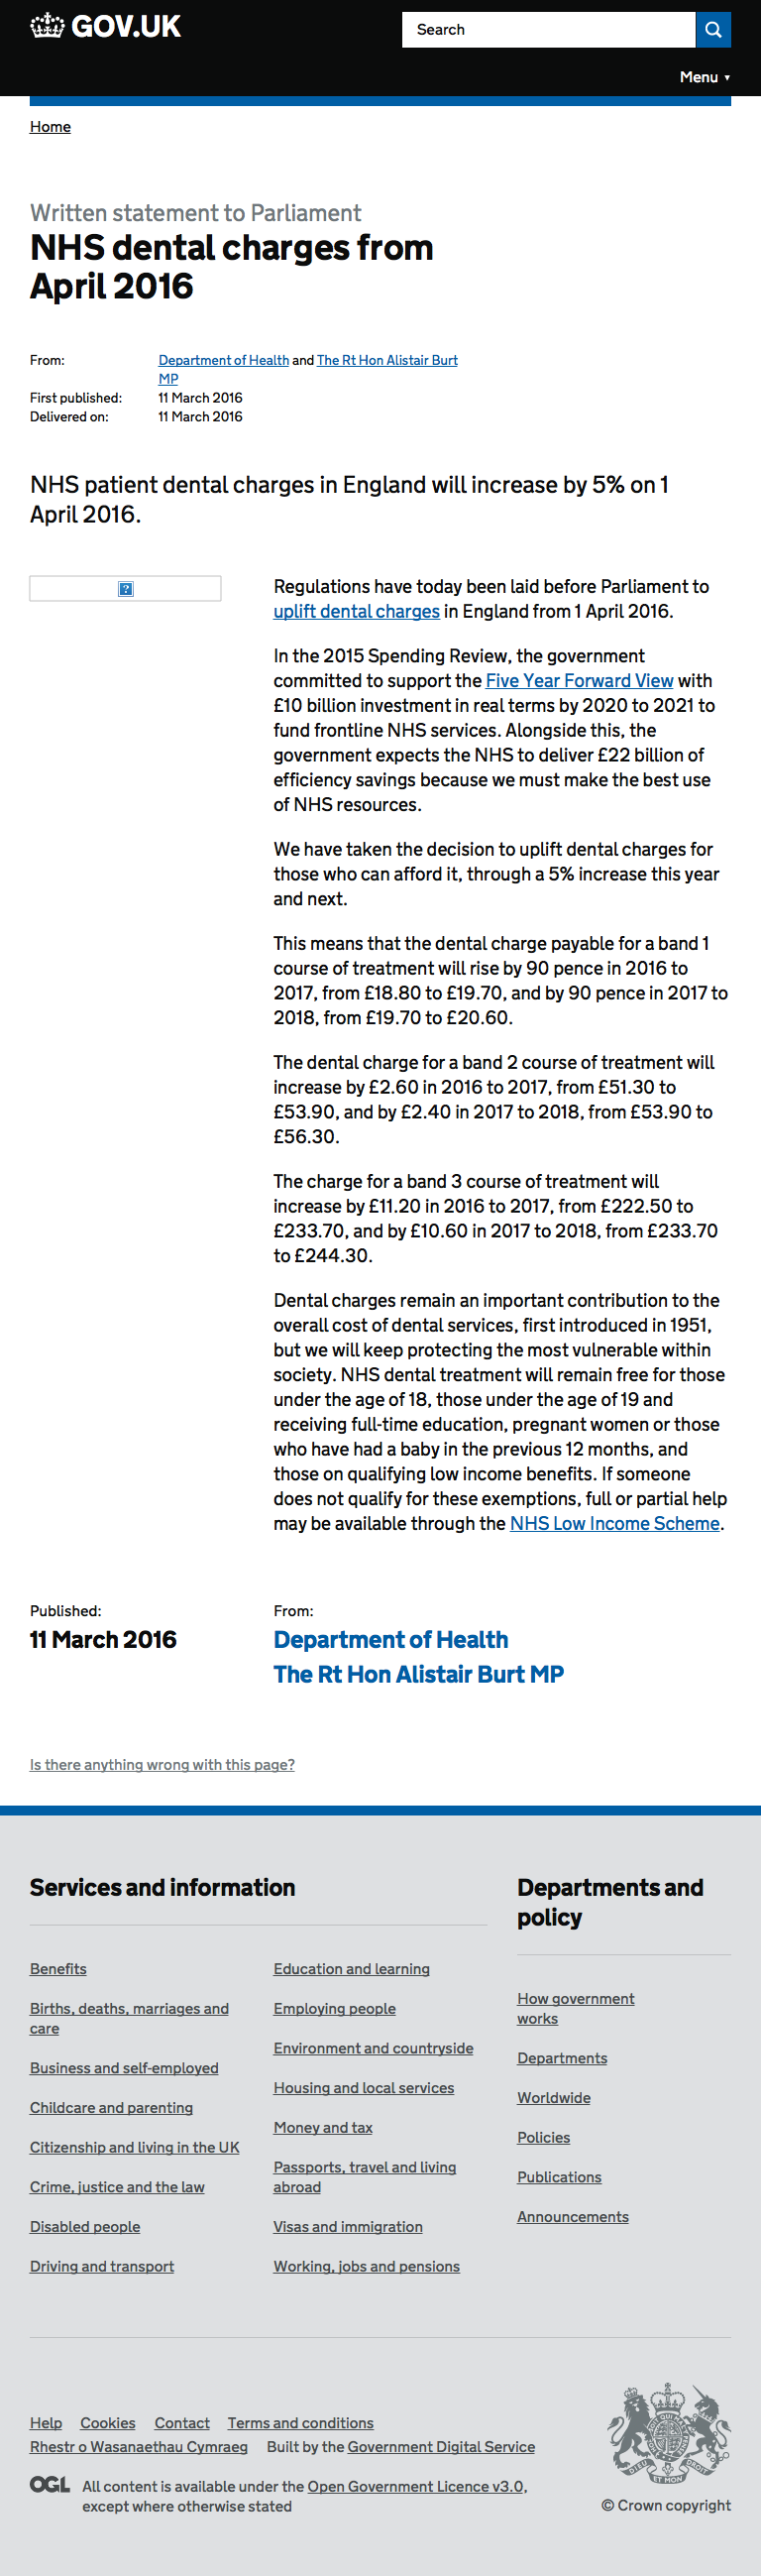 GOV.UK
Search
Menu ▼
Home
Written statement to Parliament
NHS dental charges from
April 2016
From:
Department of Health and The Rt Hon Alistair Burt
MP
First published:
11 March 2016
Delivered on:
11 March 2016
NHS patient dental charges in England will increase by 5% on 1
April 2016.
?
Regulations have today been laid before Parliament to
uplift dental charges in England from 1 April 2016.
In the 2015 Spending Review, the government
committed to support the Five Year Forward View with
£10 billion investment in real terms by 2020 to 2021 to
fund frontline NHS services. Alongside this, the
government expects the NHS to deliver £22 billion of
efficiency savings because we must make the best use
of NHS resources.
We have taken the decision to uplift dental charges for
those who can afford it, through a 5% increase this year
and next.
This means that the dental charge payable for a band 1
course of treatment will rise by 90 pence in 2016 to
2017, from £18.80 to £19.70, and by 90 pence in 2017 to
2018, from £19.70 to £20.60.
The dental charge for a band 2 course of treatment will
increase by £2.60 in 2016 to 2017, from £51.30 to
£53.90, and by £2.40 in 2017 to 2018, from £53.90 to
£56.30.
The charge for a band 3 course of treatment will
increase by £11.20 in 2016 to 2017, from £222.50 to
£233.70, and by £10.60 in 2017 to 2018, from £233.70
to £244.30.
Dental charges remain an important contribution to the
overall cost of dental services, first introduced in 1951,
but we will keep protecting the most vulnerable within
society. NHS dental treatment will remain free for those
under the age of 18, those under the age of 19 and
receiving full-time education, pregnant women or those
who have had a baby in the previous 12 months, and
those on qualifying low income benefits. If someone
does not qualify for these exemptions, full or partial help
may be available through the NHS Low Income Scheme.
Published:
11 March 2016
From:
Department of Health
The Rt Hon Alistair Burt MP
Is there anything wrong with this page?
Services and information
Benefits
Births, deaths, marriages and
care
Business and self-employed
Childcare and parenting
Citizenship and living in the UK
Crime, justice and the law
Disabled people
Driving and transport
Education and learning
Employing people
Environment and countryside
Housing and local services
Money and tax
Passports, travel and living
abroad
Visas and immigration
Working, jobs and pensions
Departments and
policy
How government
works
Departments
Worldwide
Policies
Publications
Announcements
Help Cookies Contact Terms and conditions
Rhestr o Wasanaethau Cymraeg Built by the Government Digital Service
OGL
All content is available under the Open Government Licence v3.0,
except where otherwise stated
DIEU ET MON DROIT
© Crown copyright